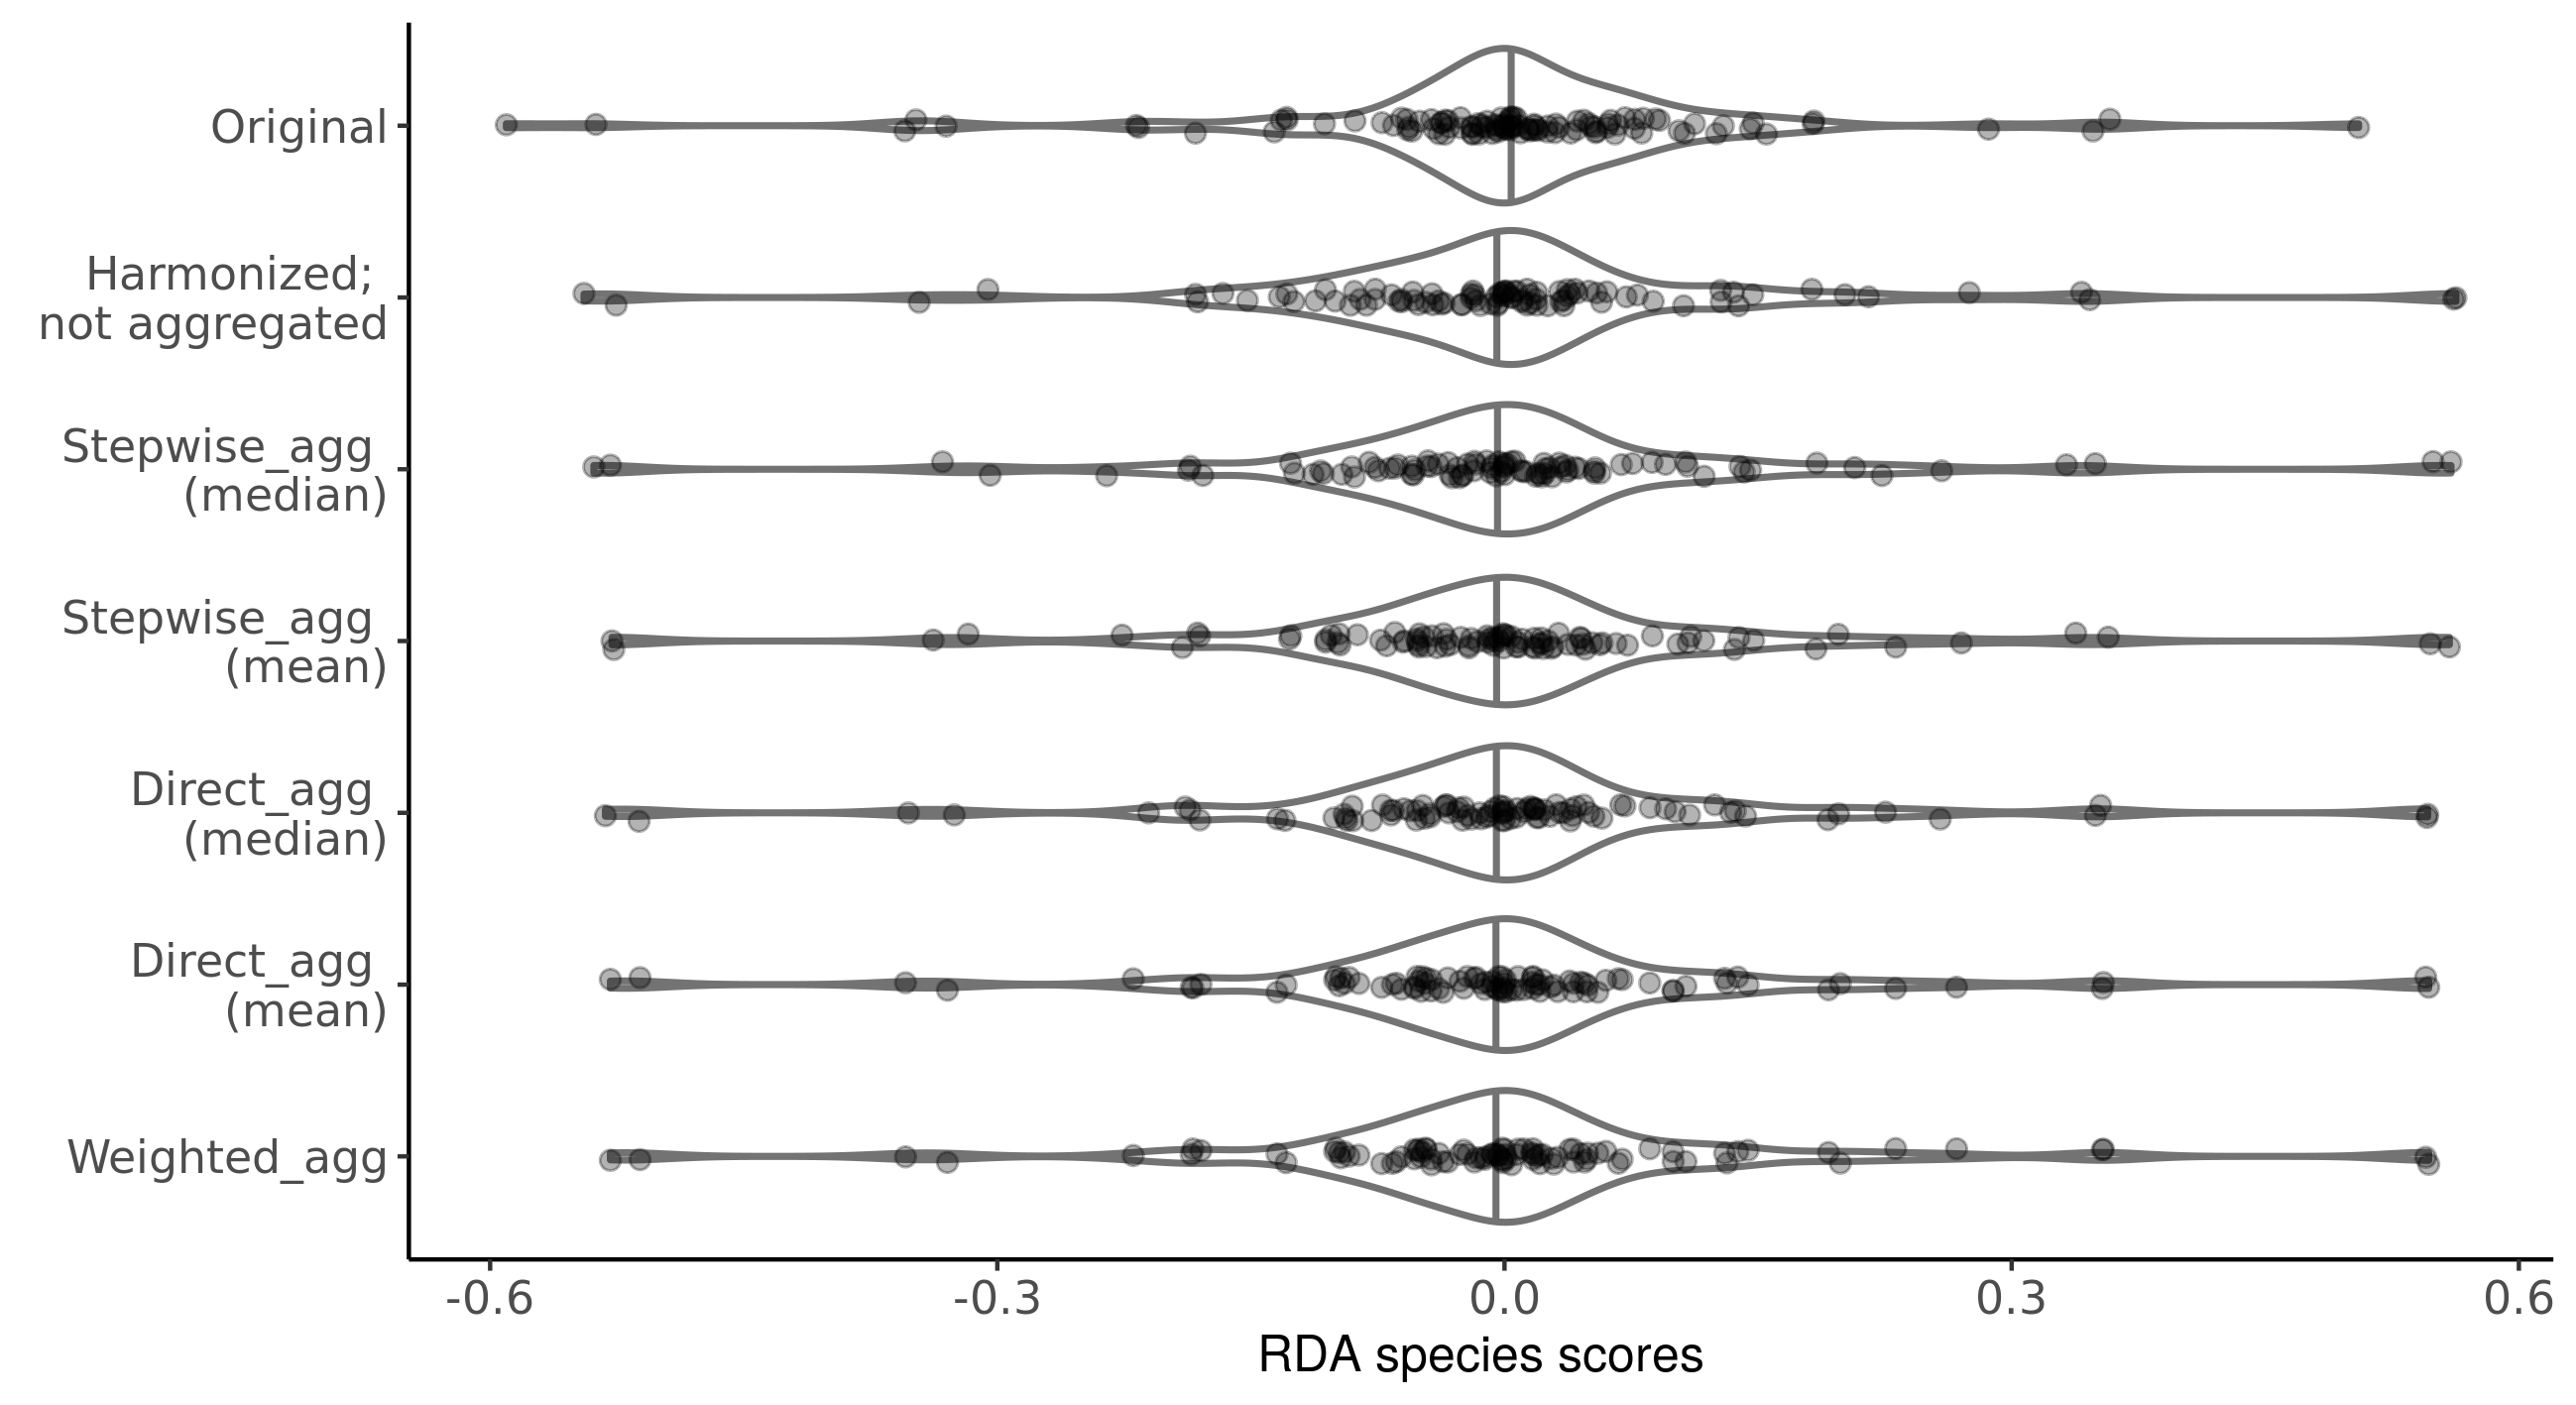 Original
Harmonized;
not aggregated
Stepwise_agg
(median)
Stepwise_agg
(mean)
Direct_agg
(median)
Direct_agg
(mean)
Weighted_agg
-0.6 -0.3 0.0 0.3 0.6
RDA species scores